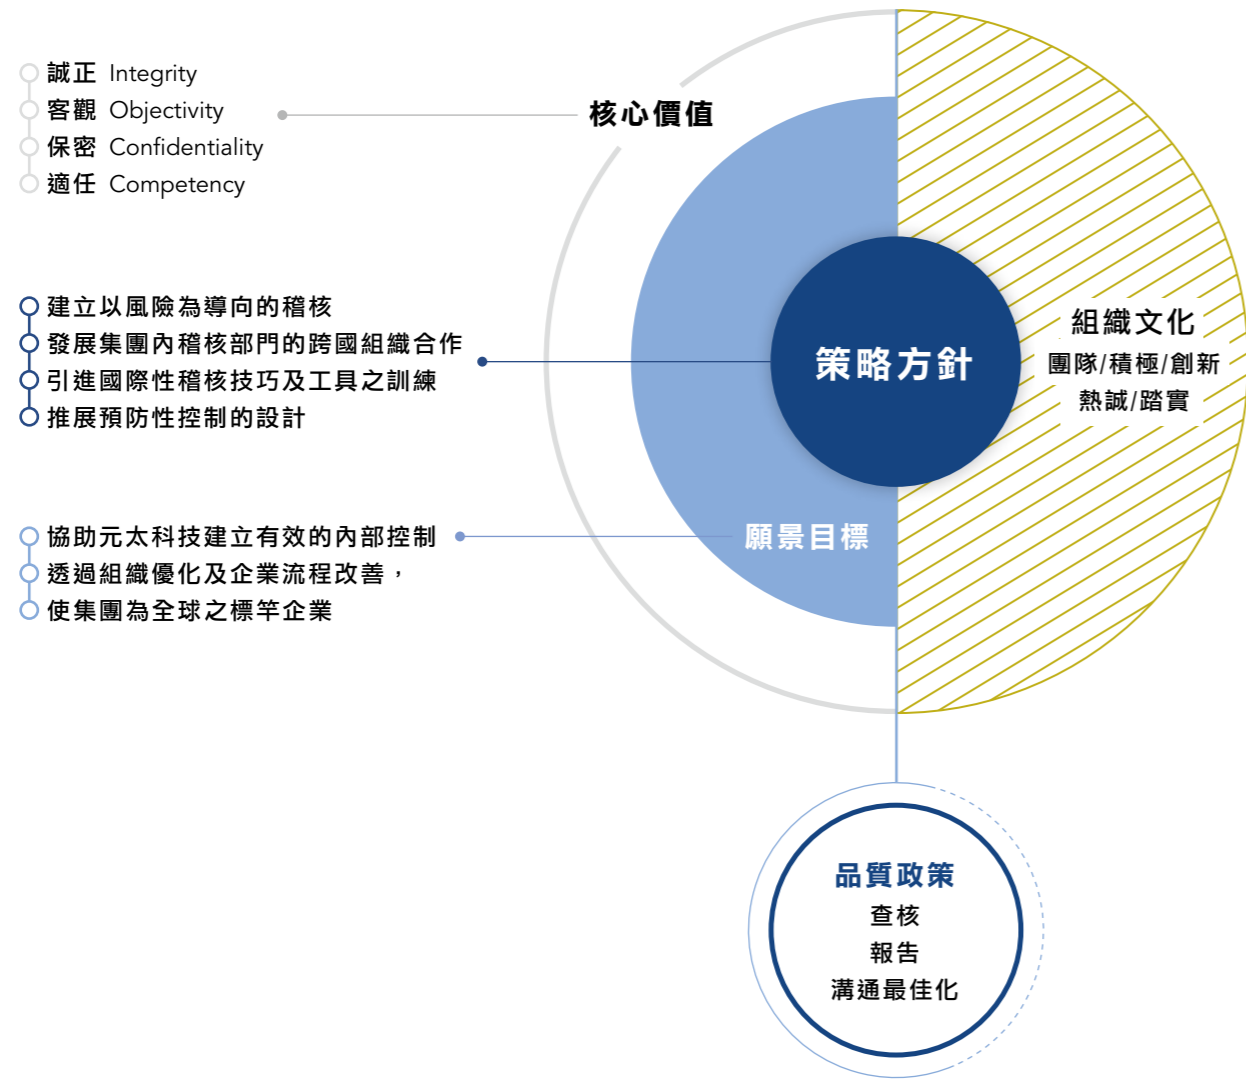 誠正 Integrity
客觀 Objectivity
保密 Confidentiality
適任 Competency
核心價值
建立以風險為導向的稽核
發展集團內稽核部門的跨國組織合作
引進國際性稽核技巧及工具之訓練
推展預防性控制的設計
策略方針
組織文化
團隊/積極/創新
熱誠/踏實
協助元太科技建立有效的內部控制
透過組織優化及企業流程改善，
使集團為全球之標竿企業
願景目標
品質政策
查核
報告
溝通最佳化